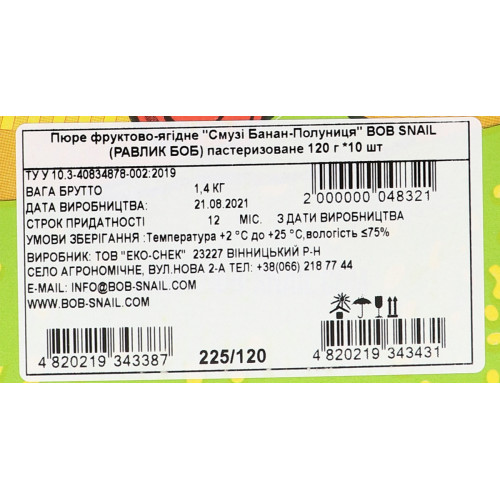 Пюре фруктово-ягідне "Смузі Банан-Полуниця" BOB SNAIL
(РАВЛИК БОБ) пастеризоване 120 г *10 шт
ТУ У 10.3-40834878-002:2019
ВАГА БРУТТО 1,4 КГ
2 000000 048321
ДАТА ВИРОБНИЦТВА: 21.08.2021
СТРОК ПРИДАТНОСТІ 12 МІС. З ДАТИ ВИРОБНИЦТВА
УМОВИ ЗБЕРІГАННЯ :Температура +2 °С до +25 °С,вологість ≤75%
ВИРОБНИК: ТОВ "ЕКО-СНЕК" 23227 ВІННИЦЬКИЙ Р-Н
СЕЛО АГРОНОМІЧНЕ, ВУЛ.НОВА 2-А ТЕЛ.:+38(066) 218 77 44
E-MAIL: INFO@BOB-SNAIL.COM
WWW.BOB-SNAIL.COM
4 820219 343387
225/120
4 820219 343431